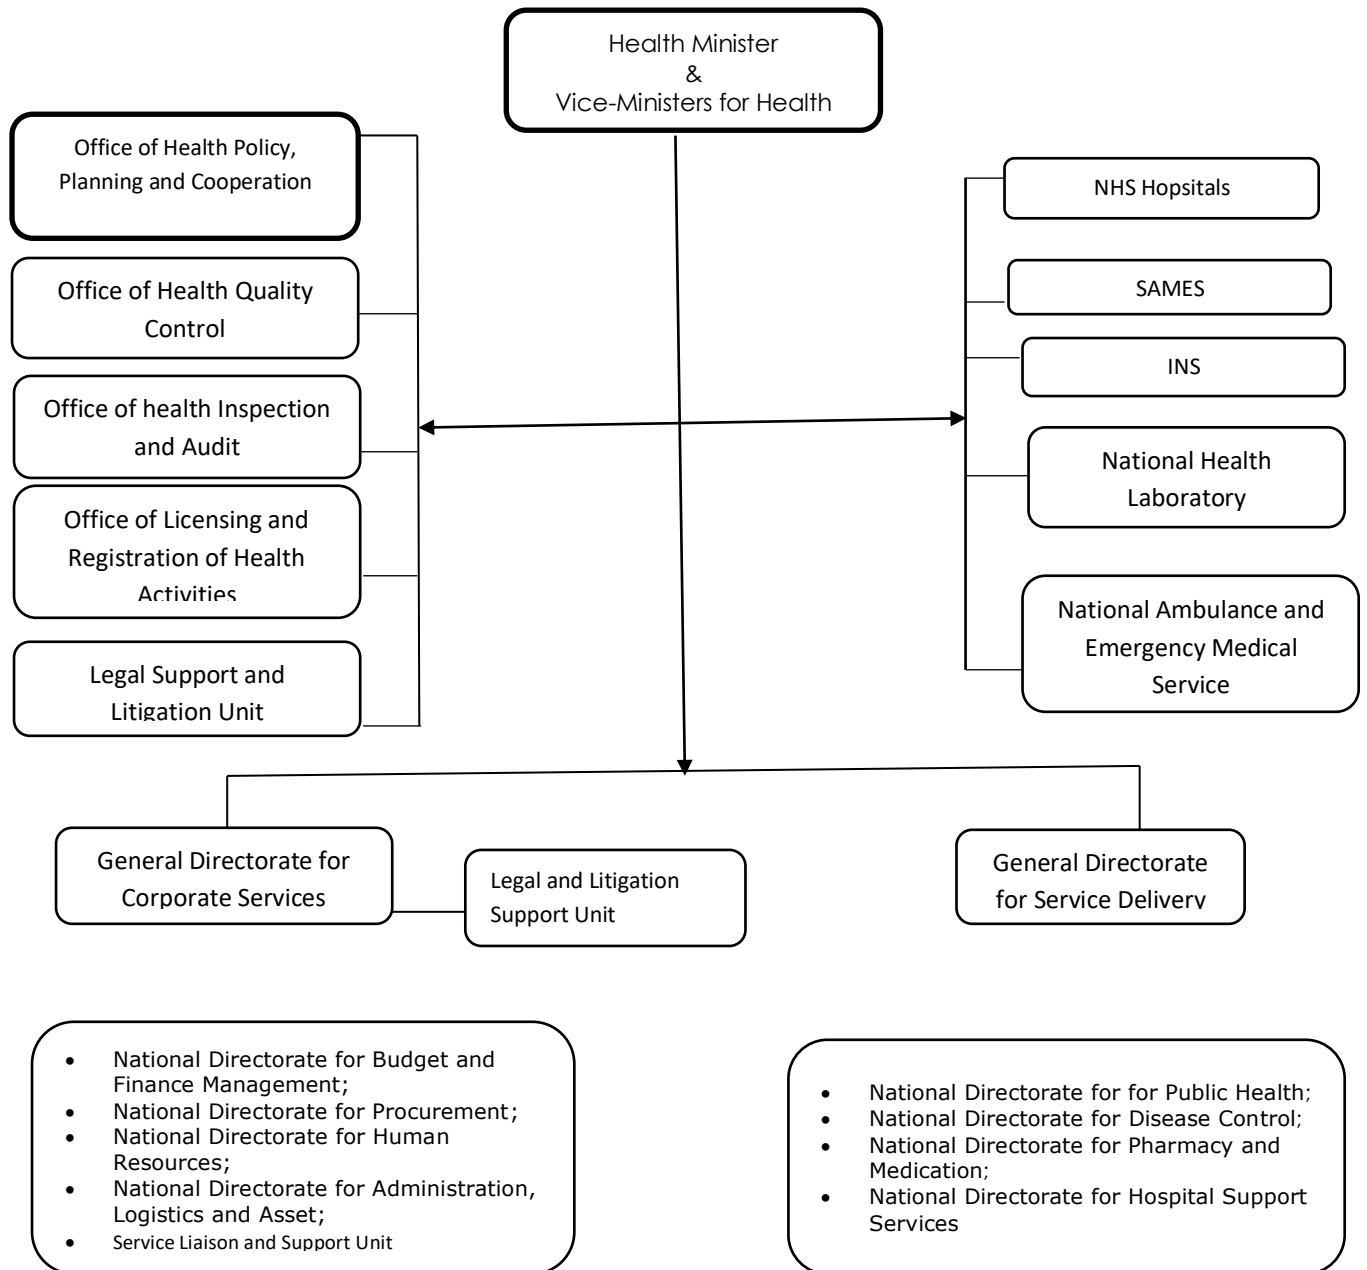 Health Minister
&
Vice-Ministers for Health
Office of Health Policy,
Planning and Cooperation
Office of Health Quality
Control
Office of health Inspection
and Audit
Office of Licensing and
Registration of Health
Activities
Legal Support and
Litigation Unit
NHS Hopsitals
SAMES
INS
National Health
Laboratory
National Ambulance and
Emergency Medical
Service
General Directorate for
Corporate Services
Legal and Litigation
Support Unit
General Directorate
for Service Delivery
• National Directorate for Budget and
Finance Management;
• National Directorate for Procurement;
• National Directorate for Human
Resources;
• National Directorate for Administration,
Logistics and Asset;
• Service Liaison and Support Unit
• National Directorate for for Public Health;
• National Directorate for Disease Control;
• National Directorate for Pharmacy and
Medication;
• National Directorate for Hospital Support
Services